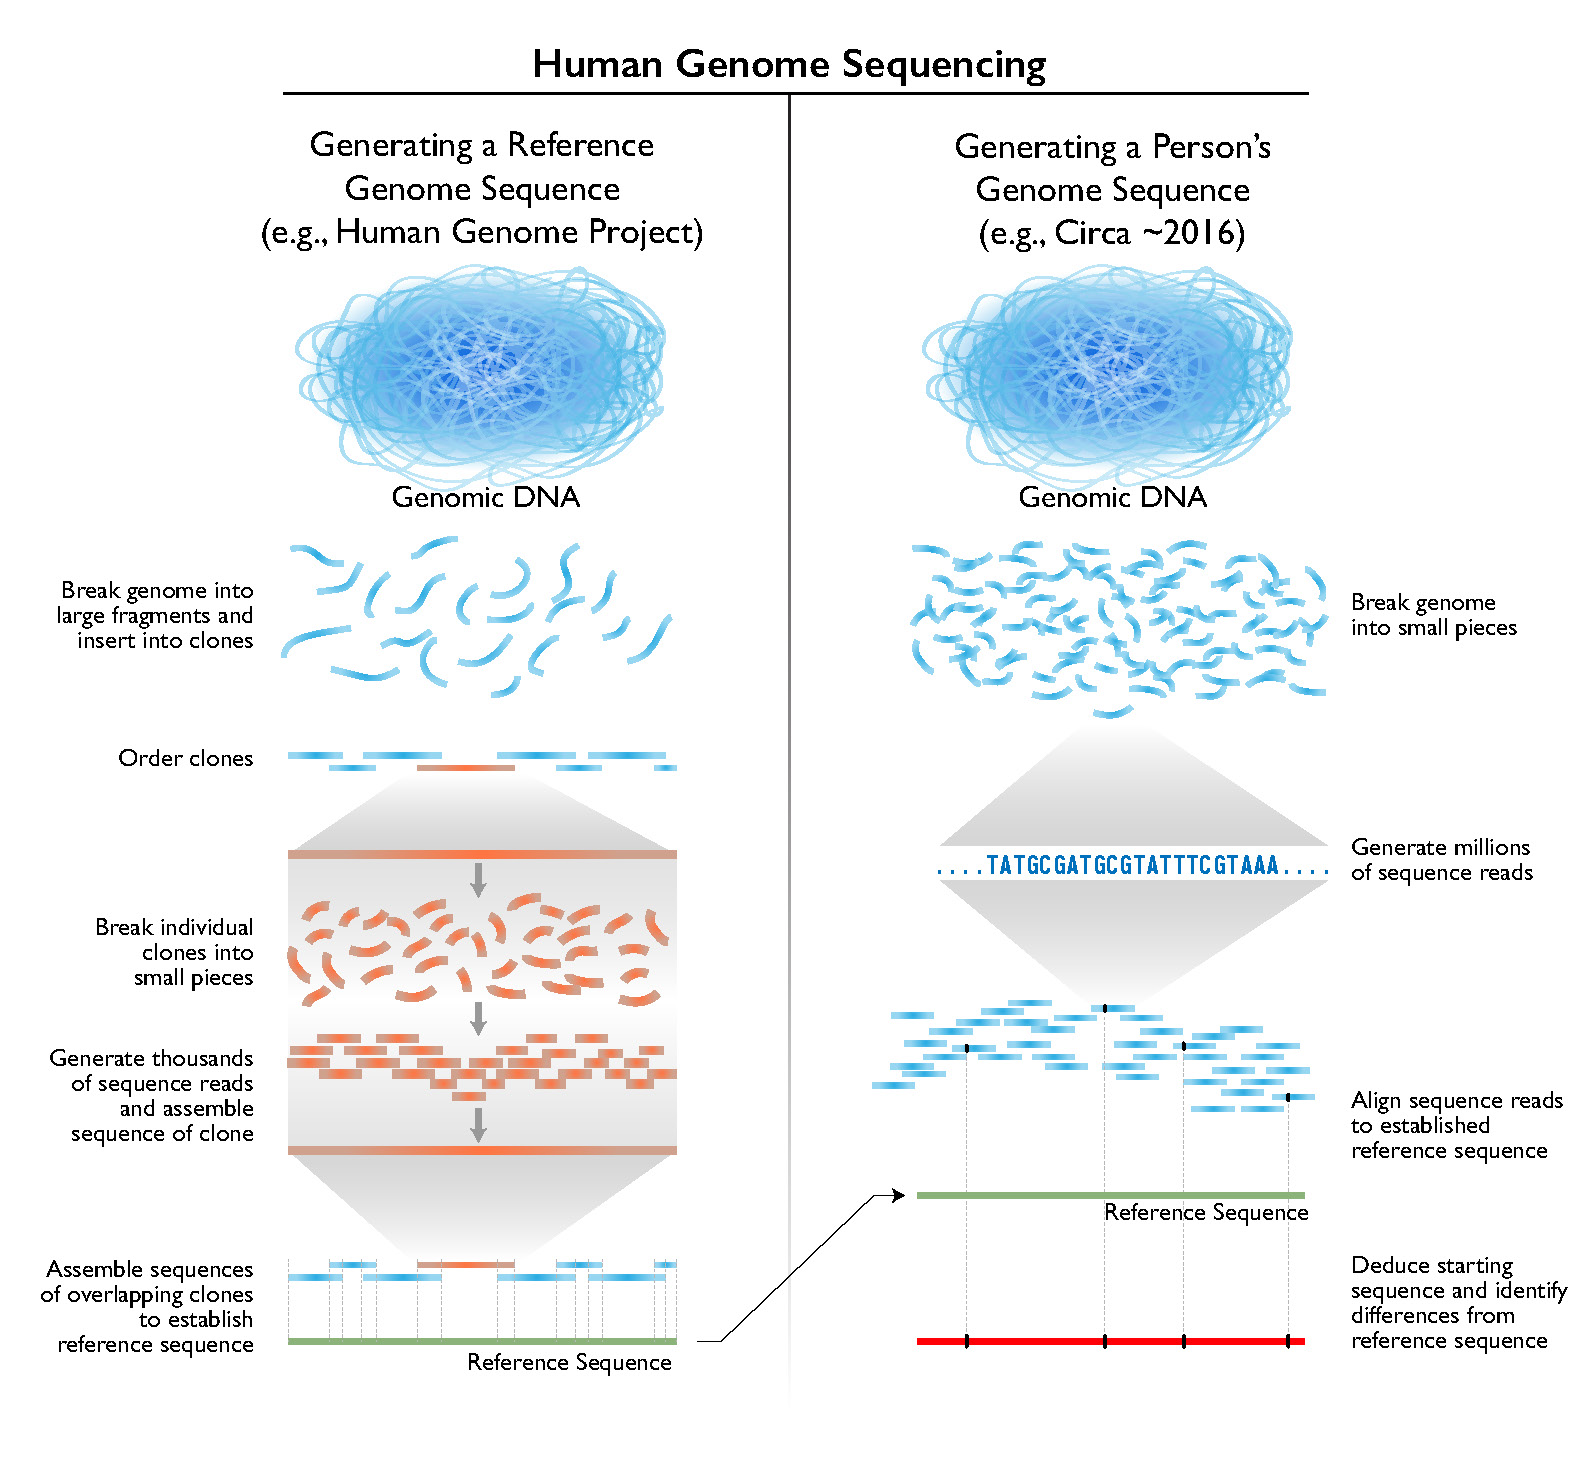 Human Genome Sequencing
Generating a Reference
Genome Sequence
(e.g., Human Genome Project)
Genomic DNA
Break genome into
large fragments and
insert into clones
Order clones
Break individual
clones into
small pieces
Generate thousands
of sequence reads
and assemble
sequence of clone
Assemble sequences
of overlapping clones
to establish
reference sequence
Reference Sequence
Generating a Person's
Genome Sequence
(e.g., Circa ~2016)
Genomic DNA
Break genome
into small pieces
Generate millions
of sequence reads
....TATGCGATGCGTATTTCGTAAA....
Align sequence reads
to established
reference sequence
Reference Sequence
Deduce starting
sequence and identify
differences from
reference sequence